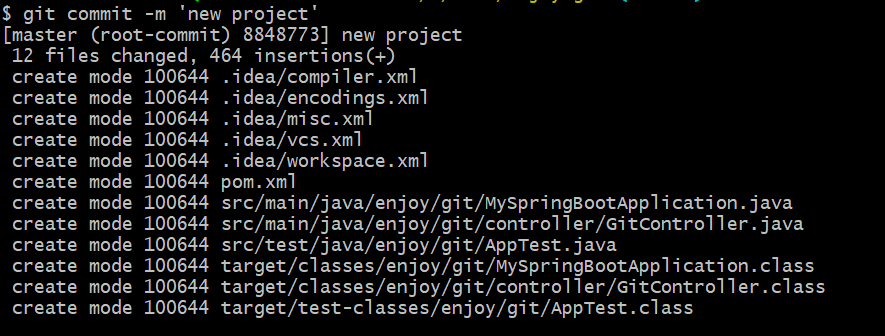 $ git commit -m 'new project'
[master (root-commit) 8848773] new project
 12 files changed, 464 insertions(+)
 create mode 100644 .idea/compiler.xml
 create mode 100644 .idea/encodings.xml
 create mode 100644 .idea/misc.xml
 create mode 100644 .idea/vcs.xml
 create mode 100644 .idea/workspace.xml
 create mode 100644 pom.xml
 create mode 100644 src/main/java/enjoy/git/MySpringBootApplication.java
 create mode 100644 src/main/java/enjoy/git/controller/GitController.java
 create mode 100644 src/test/java/enjoy/git/AppTest.java
 create mode 100644 target/classes/enjoy/git/MySpringBootApplication.class
 create mode 100644 target/classes/enjoy/git/controller/GitController.class
 create mode 100644 target/test-classes/enjoy/git/AppTest.class